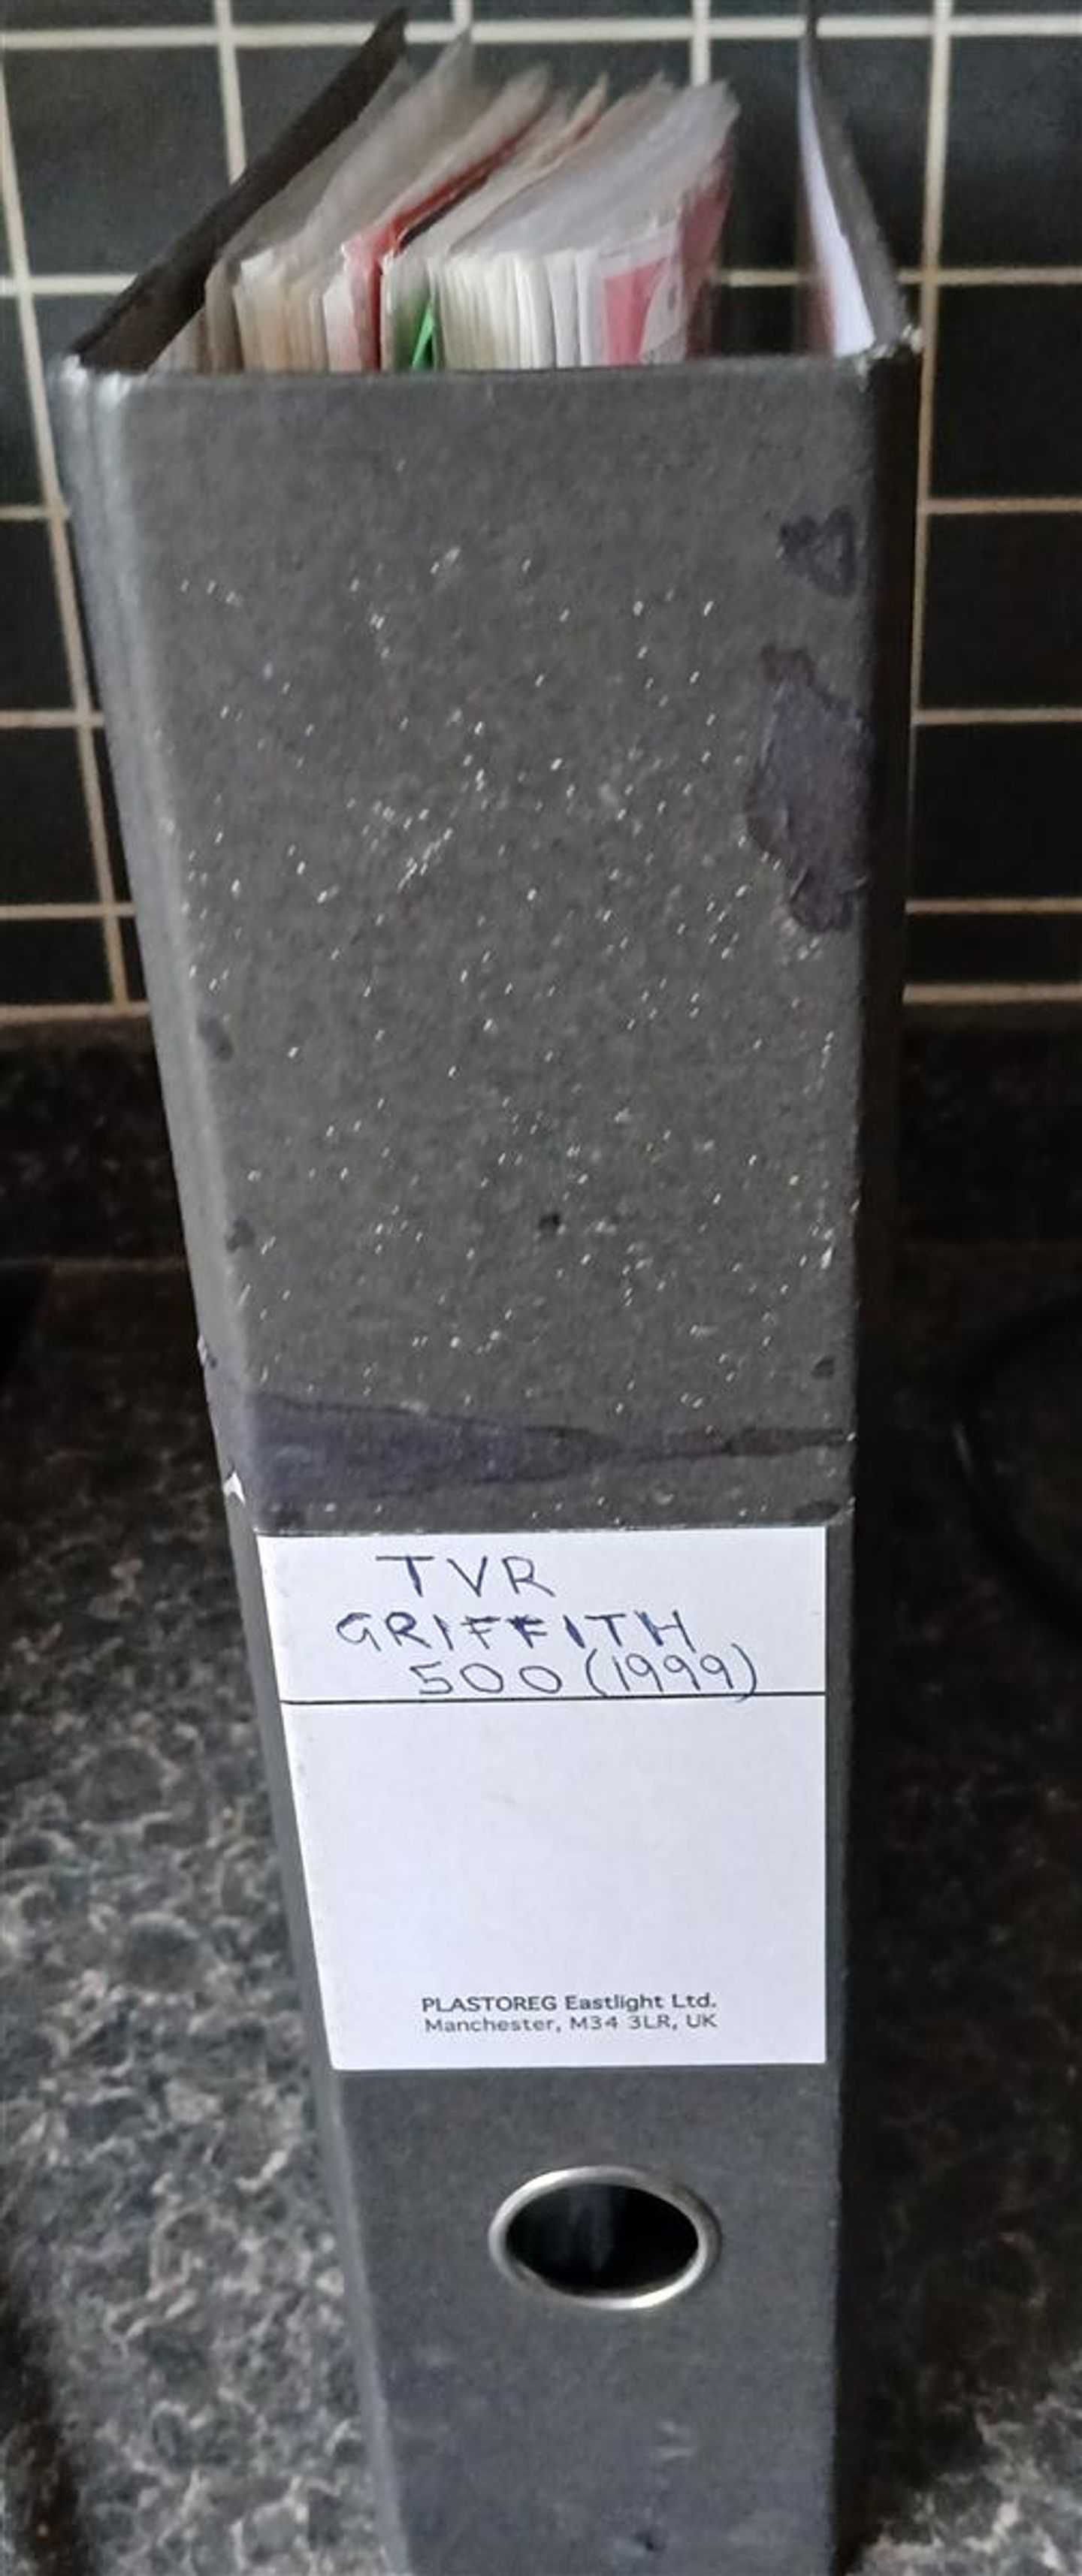 TVR
GRIFFITH
500 (1999)
PLASTOREG Eastlight Ltd.
Manchester, M34 3LR, UK